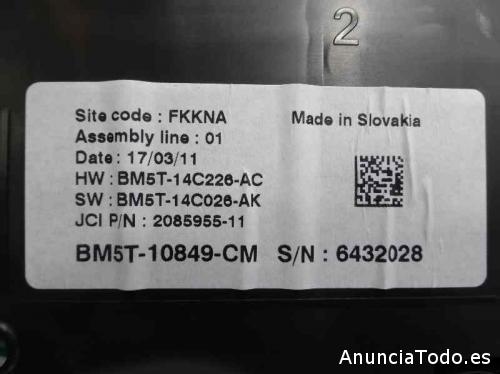 2
Site code : FKKNA
Made in Slovakia
Assembly line : 01
Date : 17/03/11
HW : BM5T-14C226-AC
SW : BM5T-14C026-AK
JCI P/N : 2085955-11
BM5T-10849-CM S/N : 6432028
AnunciaTodo.es